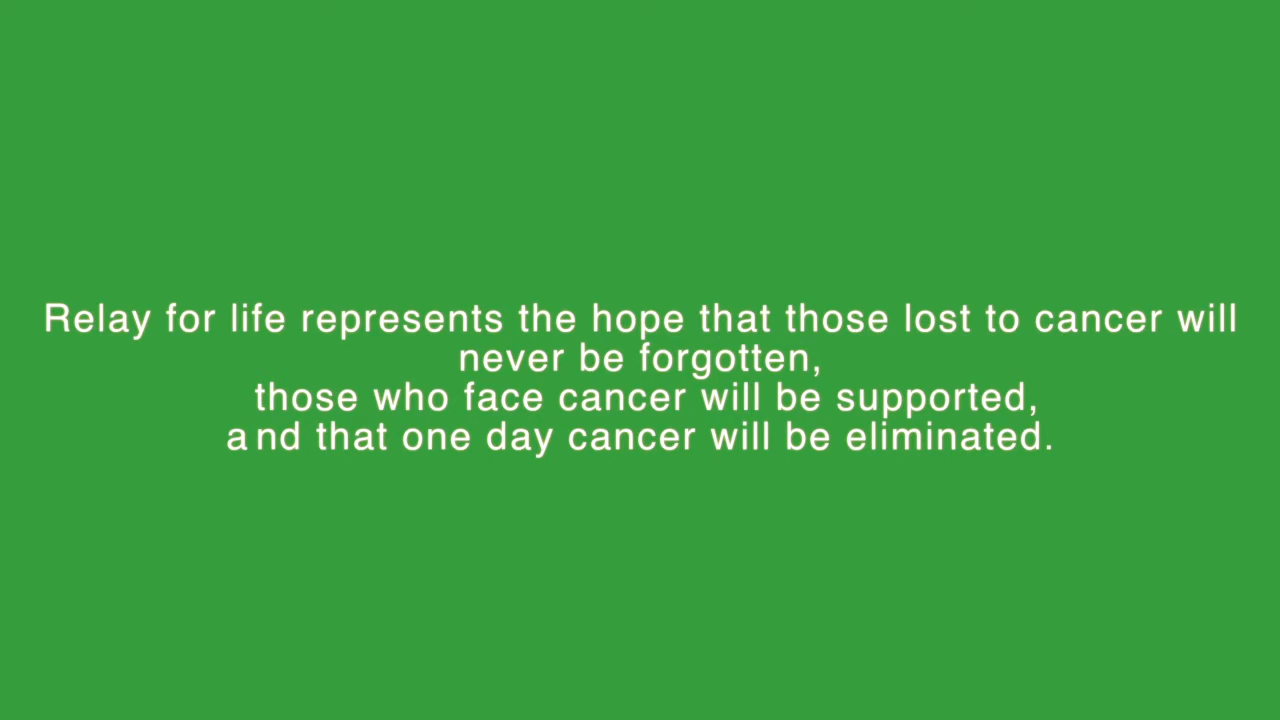 Relay for life represents the hope that those lost to cancer will
never be forgotten,
those who face cancer will be supported,
and that one day cancer will be eliminated.